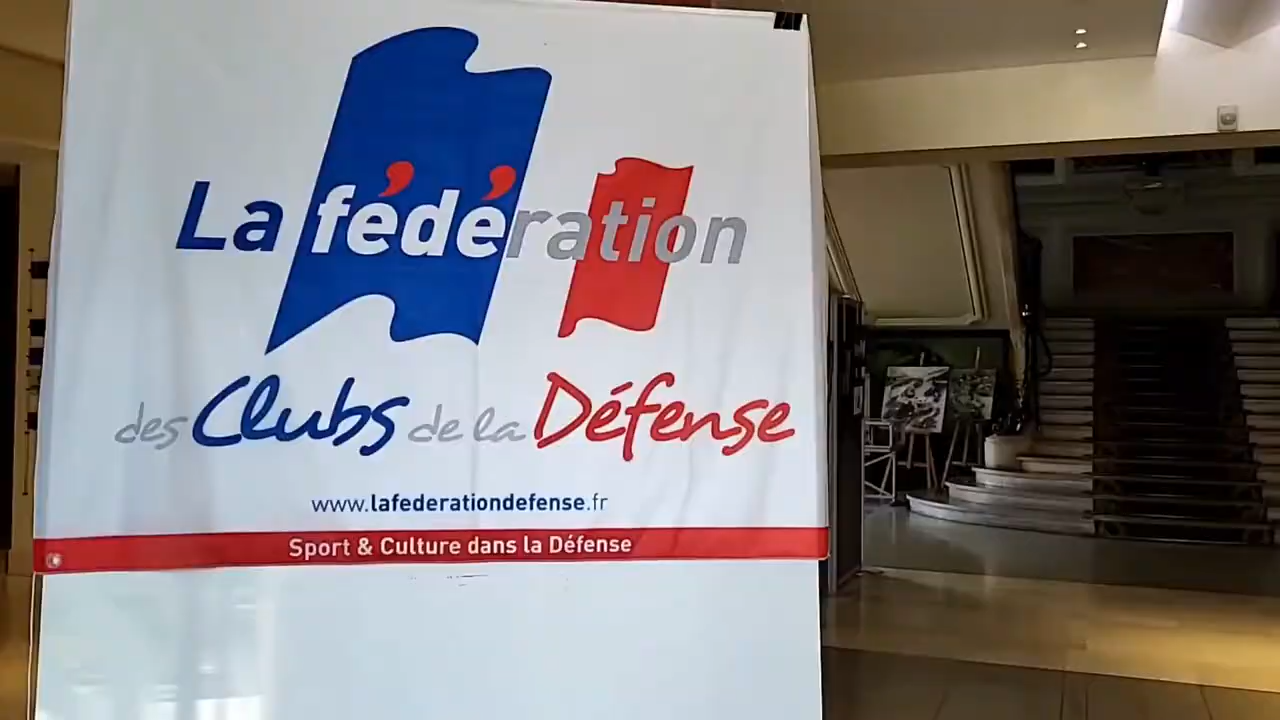 La fédération
des Clubs de la Défense
www.lafederationdefense.fr
Sport & Culture dans la Défense